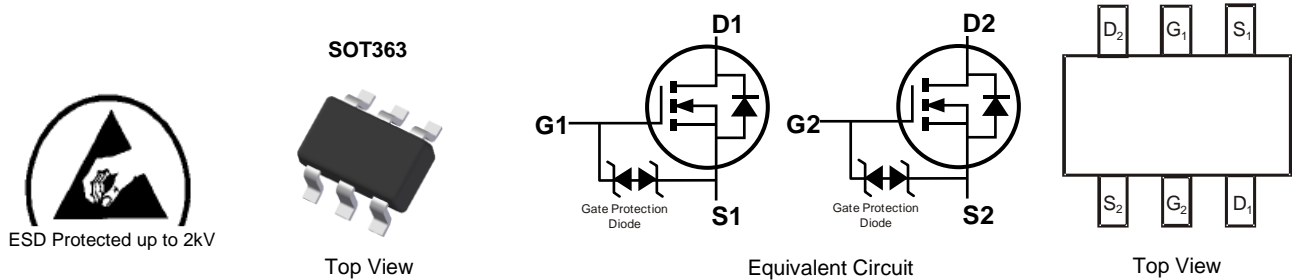 ESD Protected up to 2kV
SOT363
Top View
D1
G1
Gate Protection
Diode
S1
D2
G2
Gate Protection
Diode
S2
Equivalent Circuit
D₂ G₁ S₁
S₂ G₂ D₁
Top View